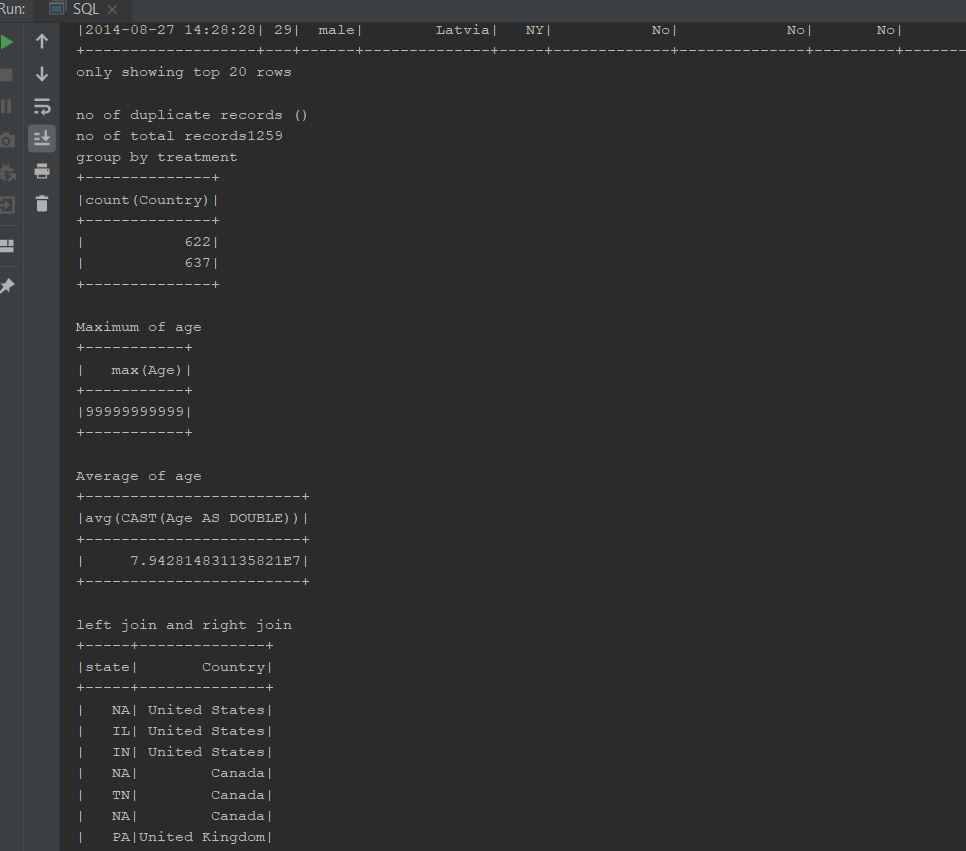 Run: SQL
|2014-08-27 14:28:28| 29|  male|        Latvia|   NY|           No|            No|       No|
+-------------------+---+------+--------------+-----+-------------+--------------+---------+-------
only showing top 20 rows
no of duplicate records ()
no of total records1259
group by treatment
+--------------+
|count(Country)|
+--------------+
|           622|
|           637|
+--------------+
Maximum of age
+-----------+
|   max(Age)|
+-----------+
|99999999999|
+-----------+
Average of age
+------------------------+
|avg(CAST(Age AS DOUBLE))|
+------------------------+
|     7.942814831135821E7|
+------------------------+
left join and right join
+-----+--------------+
|state|       Country|
+-----+--------------+
|   NA| United States|
|   IL| United States|
|   IN| United States|
|   NA|        Canada|
|   TN|        Canada|
|   NA|        Canada|
|   PA|United Kingdom|